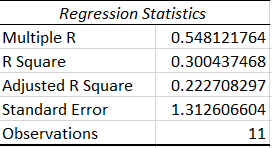 Regression Statistics
Multiple R 0.548121764
R Square 0.300437468
Adjusted R Square 0.222708297
Standard Error 1.312606604
Observations 11